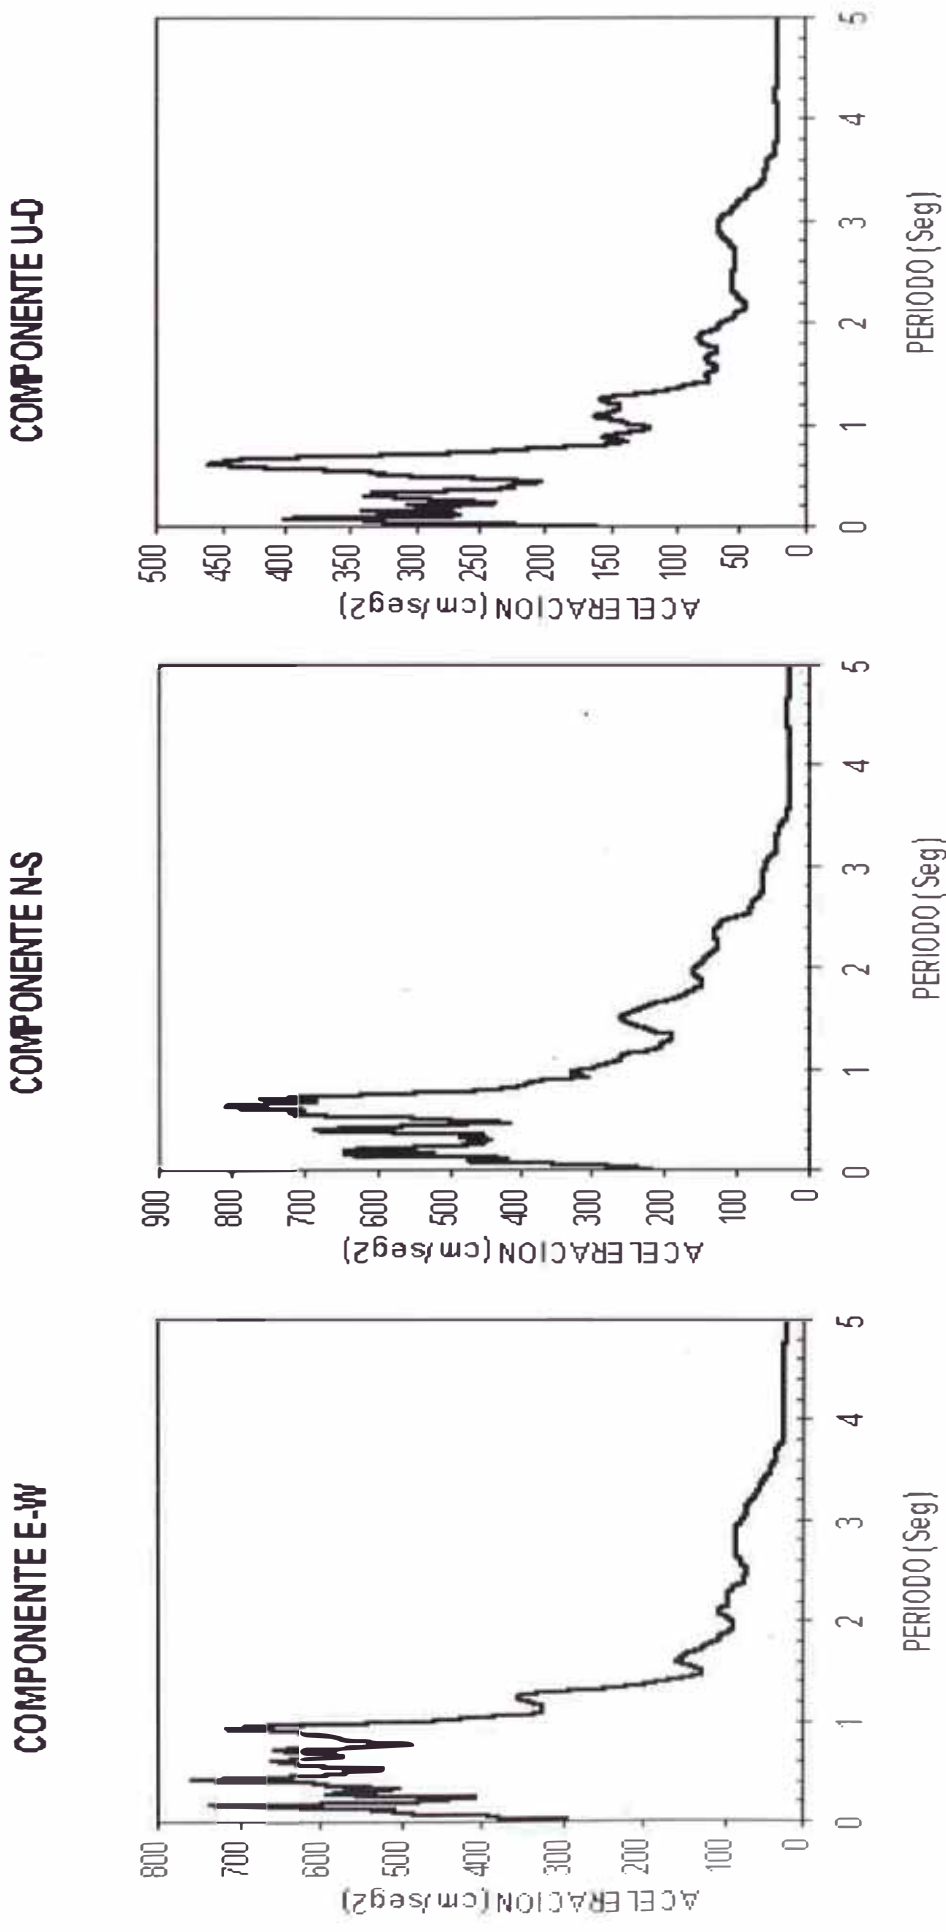 COMPONENTE E-W
ACELERACION (cm/seg2)
800
700
600
500
400
300
200
100
0
0 1 2 3 4 5
PERIODO (Seg)
COMPONENTE N-S
ACELERACION (cm/seg2)
900
800
700
600
500
400
300
200
100
0
0 1 2 3 4 5
PERIODO (Seg)
COMPONENTE U-D
ACELERACION (cm/seg2)
500
450
400
350
300
250
200
150
100
50
0
0 1 2 3 4 5
PERIODO (Seg)